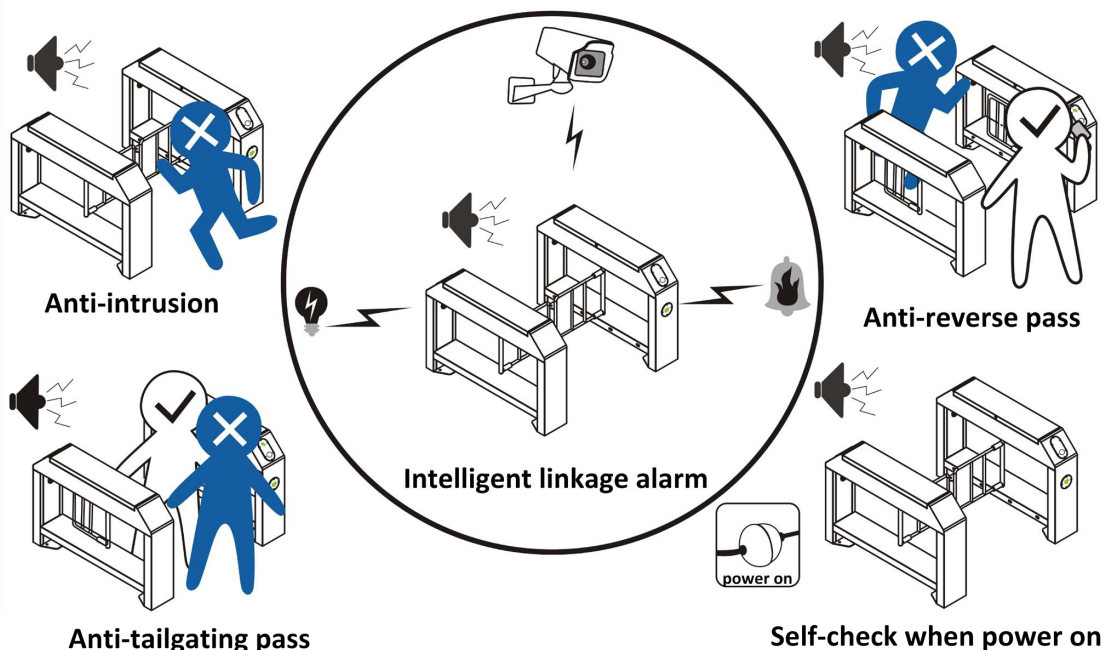 Anti-intrusion
Anti-reverse pass
Intelligent linkage alarm
power on
Anti-tailgating pass
Self-check when power on